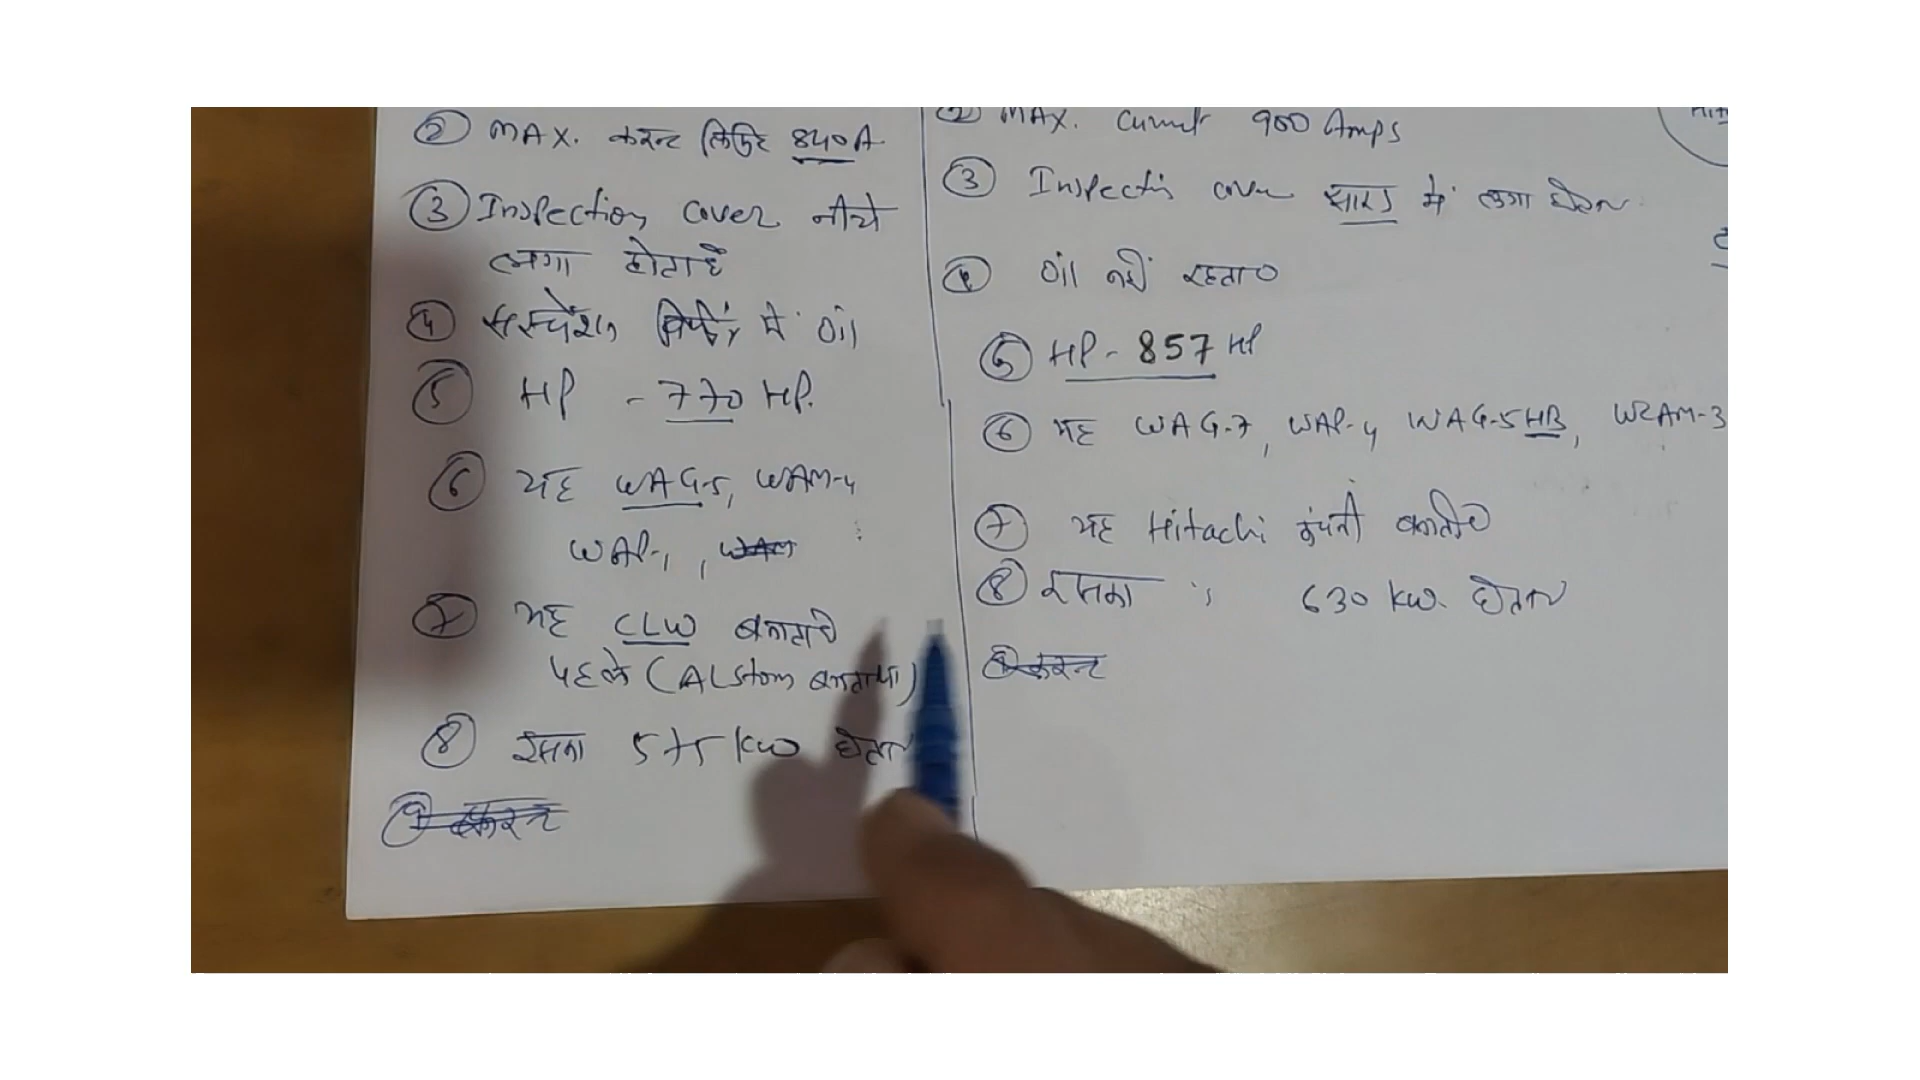 ② MAX. करन्ट लिमिट 840A
③ Inspection cover नीचे
लगा होता है
④ सस्पेंशन बियरिंग में oil
⑤ HP - 770 HP.
⑥ यह WAG-5, WAM-4
WAP-1,
⑦ यह CLW बनाता है
पहले (ALstom बनाता था)
⑧ इसका 575 kw होता है
② MAX. Current 900 Amps
③ Inspection cover साइड में लगा होता है
④ oil नहीं रहता है
⑤ HP - 857 HP
⑥ यह WAG-7, WAP-4 WAG-5HB, WCAM-3
⑦ यह Hitachi कंपनी बनाती है
⑧ इसका 630 kw. होता है